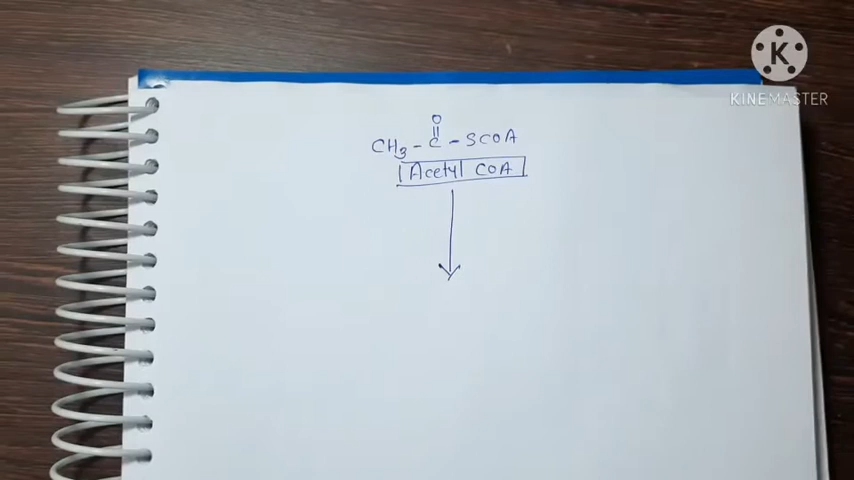 O
||
CH3 - C - SCOA
Acetyl COA
K
KINEMASTER